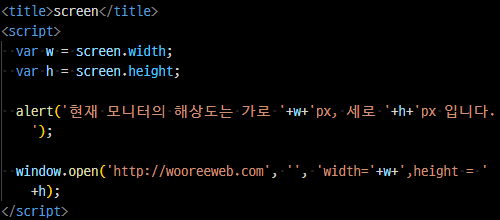 <title>screen</title>
<script>
var w = screen.width;
var h = screen.height;
alert('현재 모니터의 해상도는 가로 '+w+'px, 세로 '+h+'px 입니다.
');
window.open('http://wooreeweb.com', '', 'width='+w+',height = '
+h);
</script>